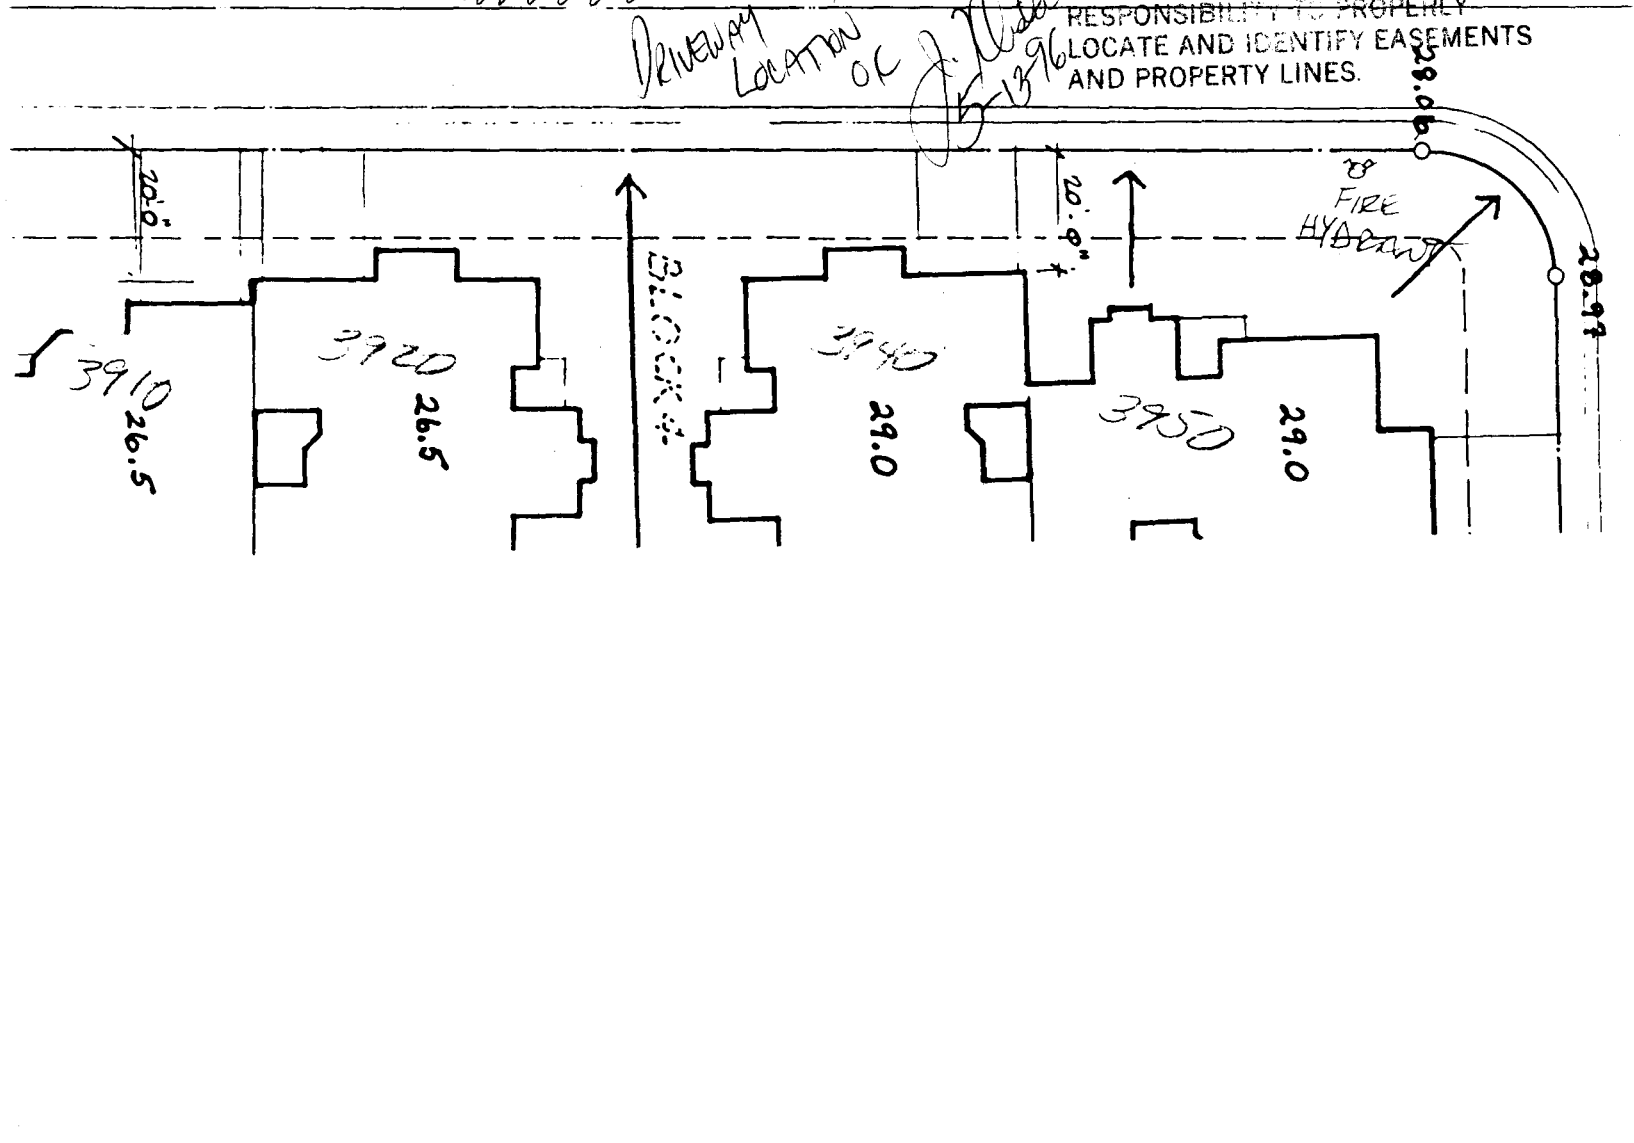 DRIVEWAY
LOCATION
OK
5-13-96
RESPONSIBILITY TO PROPERLY
LOCATE AND IDENTIFY EASEMENTS
AND PROPERTY LINES.
28.06
20'.0"
20'.0"
FIRE
HYDRANT
28.97
BLOCK
3910
26.5
3920
26.5
3940
29.0
3950
29.0